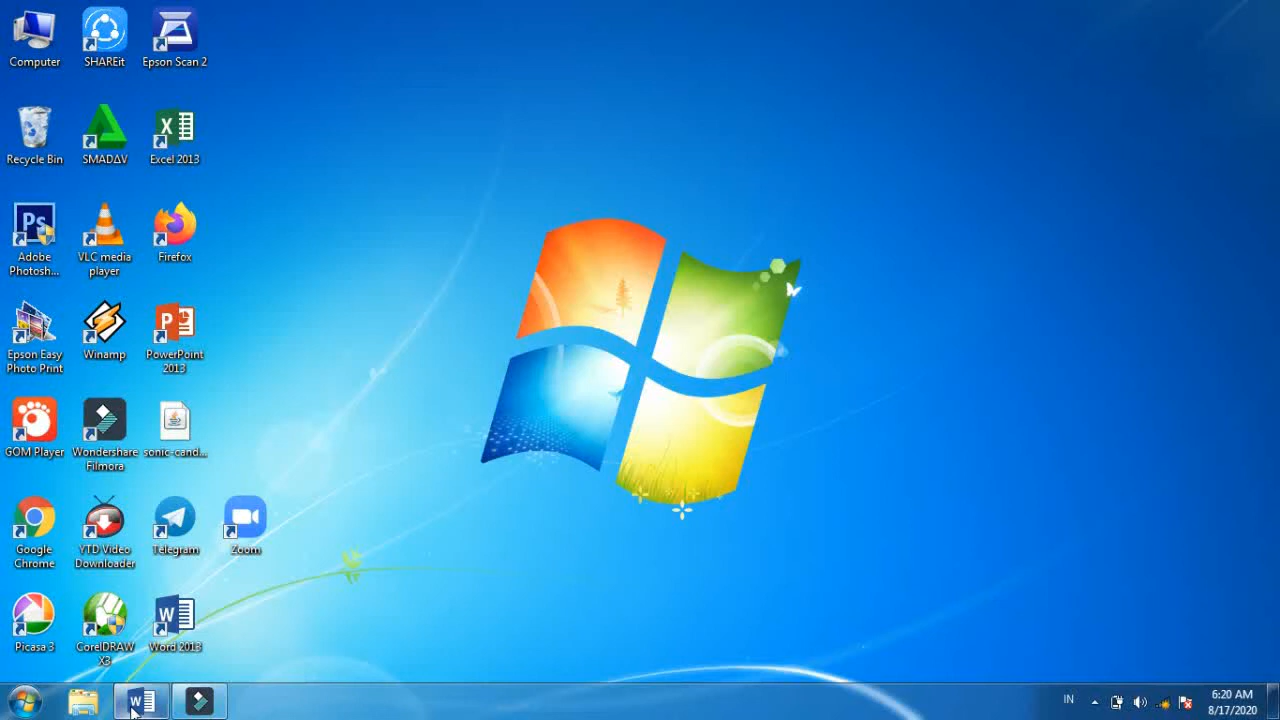 Computer
SHAREit
Epson Scan 2
Recycle Bin
SMADΔV
Excel 2013
Adobe
Photosh...
VLC media
player
Firefox
Epson Easy
Photo Print
Winamp
PowerPoint
2013
GOM Player
Wondershare
Filmora
sonic-cand...
Google
Chrome
YTD Video
Downloader
Telegram
Zoom
Picasa 3
CorelDRAW
X3
Word 2013
IN
6:20 AM
8/17/2020